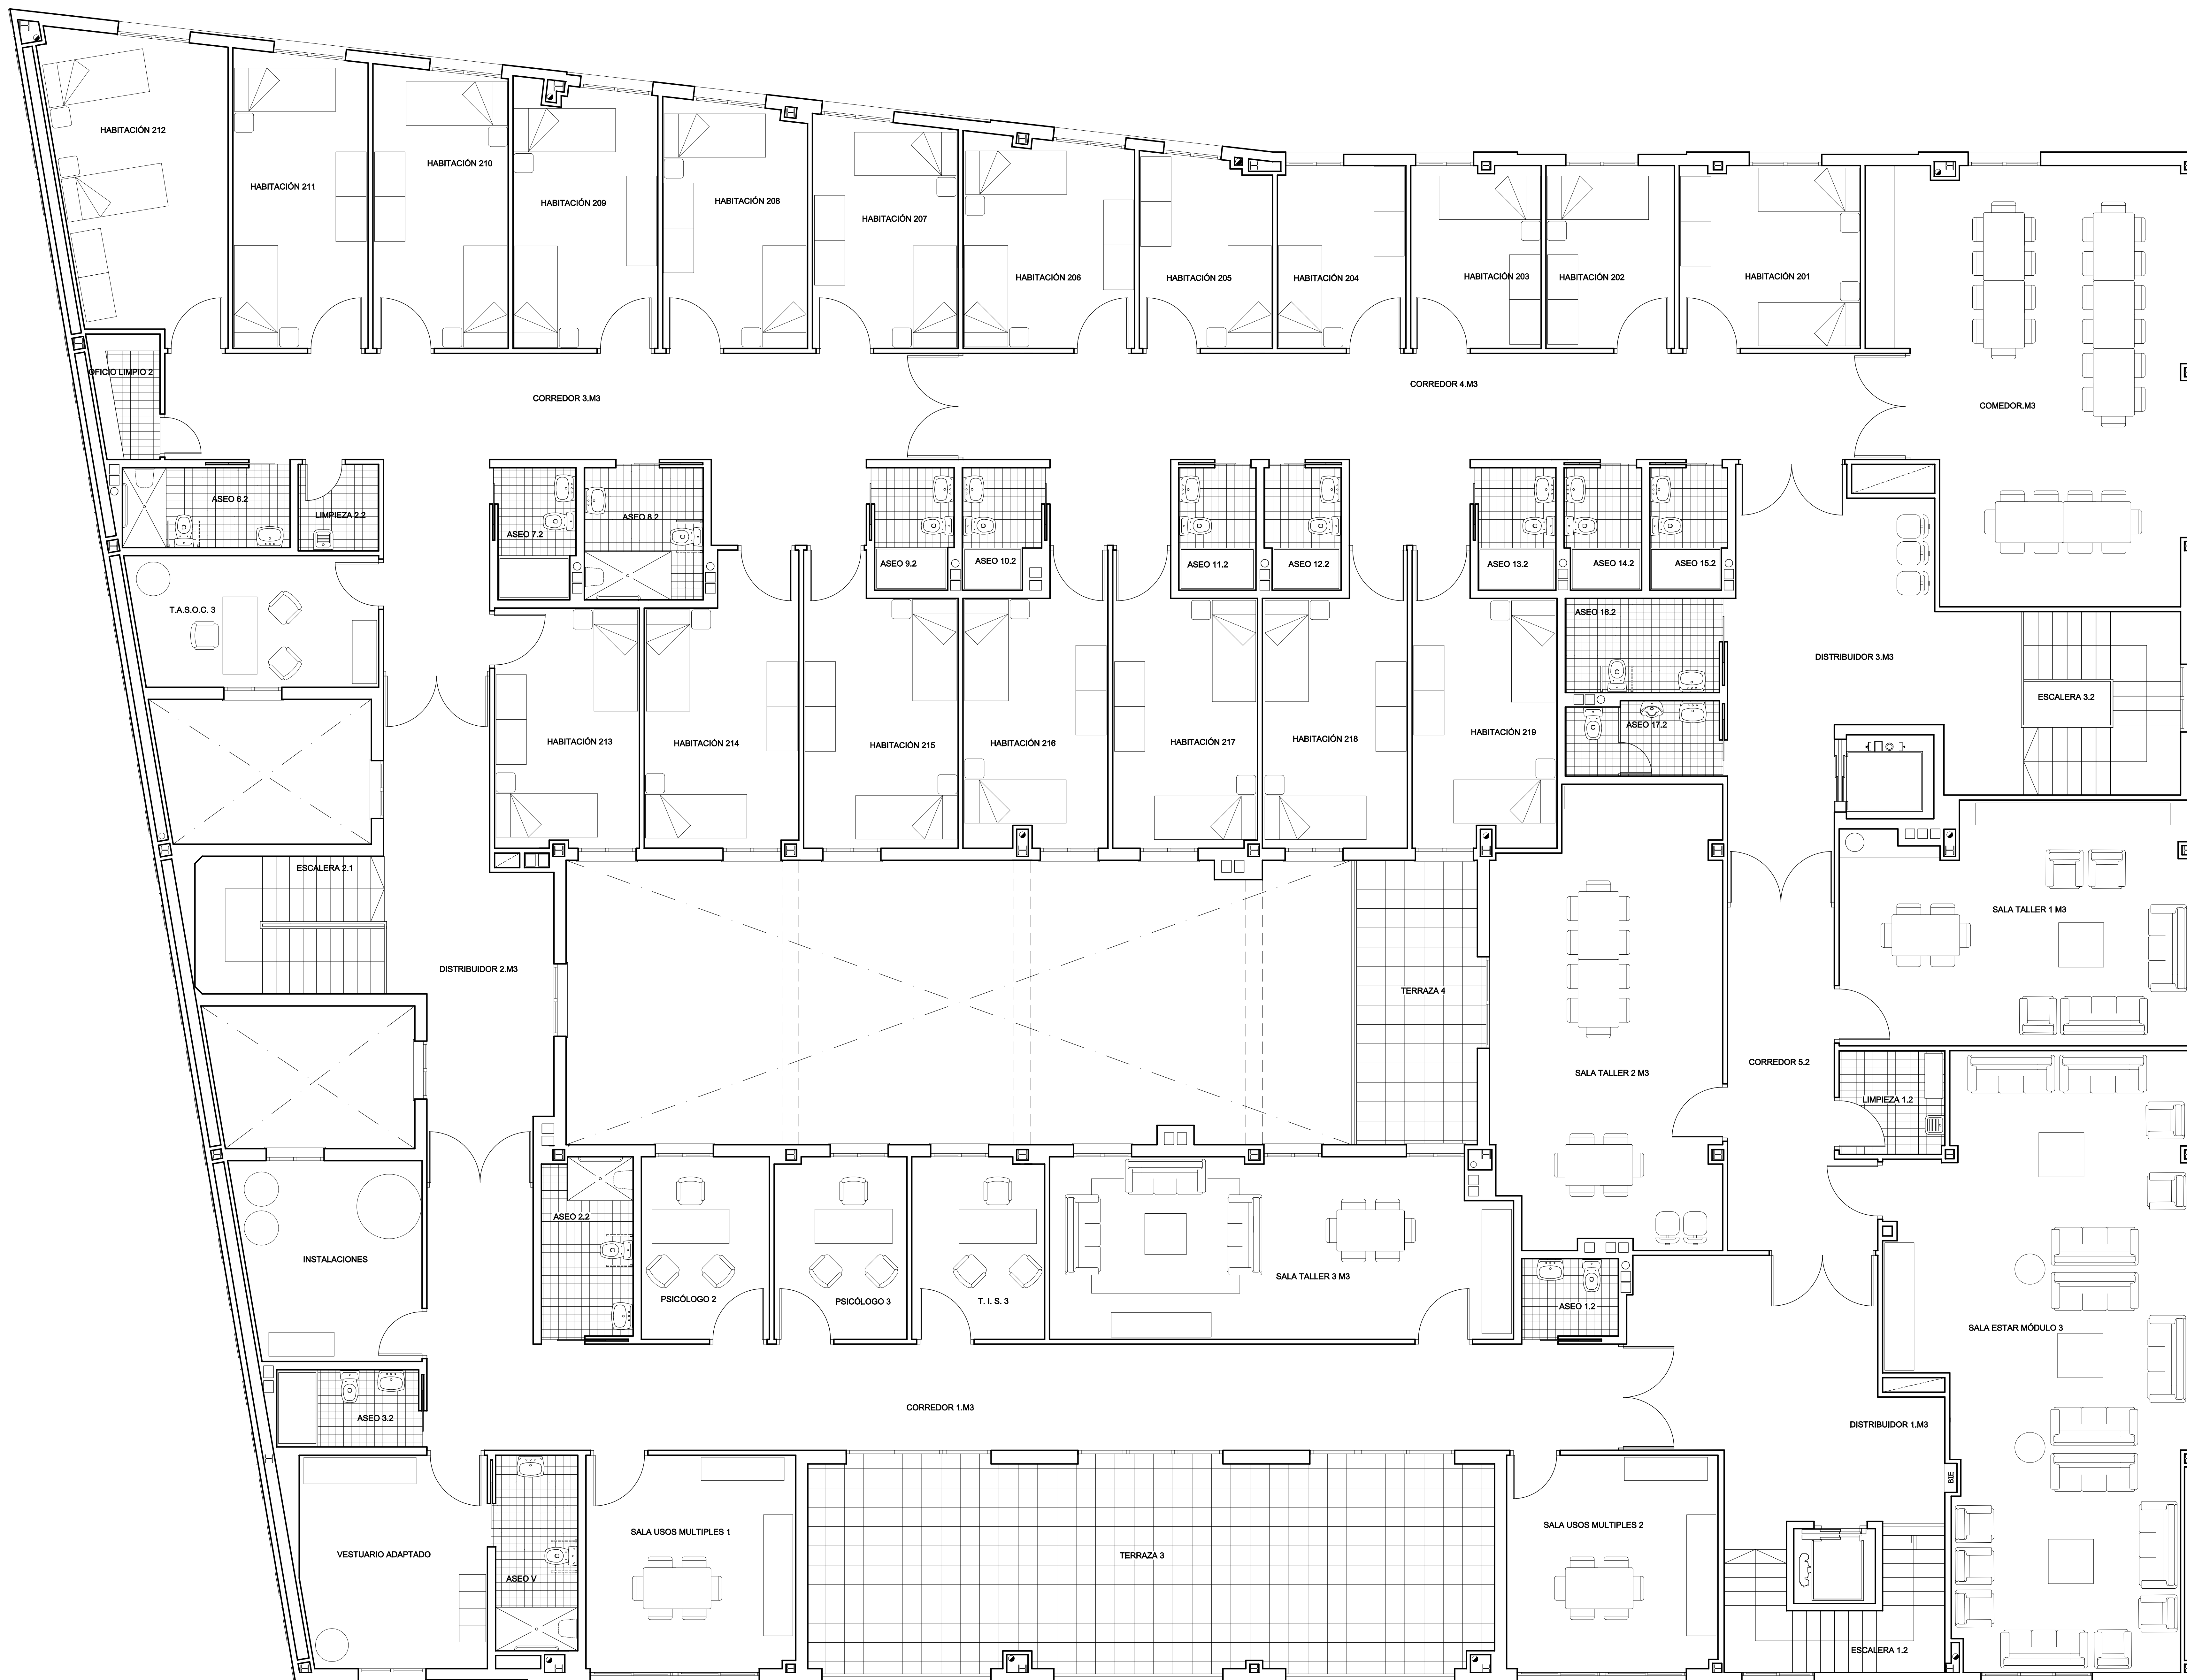 HABITACIÓN 212
HABITACIÓN 211
HABITACIÓN 210
HABITACIÓN 209
HABITACIÓN 208
HABITACIÓN 207
HABITACIÓN 206
HABITACIÓN 205
HABITACIÓN 204
HABITACIÓN 203
HABITACIÓN 202
HABITACIÓN 201
OFICIO LIMPIO 2
CORREDOR 3.M3
CORREDOR 4.M3
COMEDOR.M3
ASEO 6.2
LIMPIEZA 2.2
ASEO 7.2
ASEO 8.2
ASEO 9.2
ASEO 10.2
ASEO 11.2
ASEO 12.2
ASEO 13.2
ASEO 14.2
ASEO 15.2
T.A.S.O.C. 3
ASEO 16.2
DISTRIBUIDOR 3.M3
ESCALERA 3.2
HABITACIÓN 213
HABITACIÓN 214
HABITACIÓN 215
HABITACIÓN 216
HABITACIÓN 217
HABITACIÓN 218
HABITACIÓN 219
ASEO 17.2
ESCALERA 2.1
SALA TALLER 1 M3
DISTRIBUIDOR 2.M3
TERRAZA 4
SALA TALLER 2 M3
CORREDOR 5.2
LIMPIEZA 1.2
ASEO 2.2
INSTALACIONES
PSICÓLOGO 2
PSICÓLOGO 3
T. I. S. 3
SALA TALLER 3 M3
ASEO 1.2
SALA ESTAR MÓDULO 3
ASEO 3.2
CORREDOR 1.M3
DISTRIBUIDOR 1.M3
BIE
VESTUARIO ADAPTADO
ASEO V
SALA USOS MULTIPLES 1
TERRAZA 3
SALA USOS MULTIPLES 2
ESCALERA 1.2